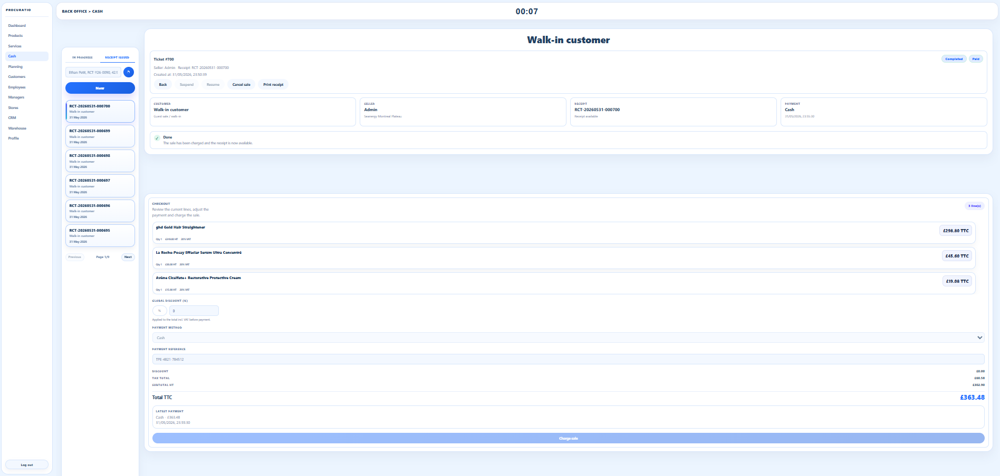 PROCURATIO
Dashboard
Products
Services
Cash
Planning
Customers
Employees
Managers
Stores
CRM
Warehouse
Profile
Log out
BACK OFFICE > CASH
00:07
IN PROGRESS
RECEIPT ISSUED
Ethan Petit, RCT-Y26-0090, 42.5
New
RCT-20260531-000700
Walk-in customer
31 May 2026
RCT-20260531-000699
Walk-in customer
31 May 2026
RCT-20260531-000698
Walk-in customer
31 May 2026
RCT-20260531-000697
Walk-in customer
31 May 2026
RCT-20260531-000696
Walk-in customer
31 May 2026
RCT-20260531-000695
Walk-in customer
31 May 2026
Previous Page 1/9 Next
Walk-in customer
Ticket #700
Completed Paid
Seller: Admin Receipt: RCT-20260531-000700
Created at: 31/05/2026, 23:50:39
Back Suspend Resume Cancel sale Print receipt
CUSTOMER
Walk-in customer
Guest sale / walk-in
SELLER
Admin
Seanergy Montreal Plateau
RECEIPT
RCT-20260531-000700
Receipt available
PAYMENT
Cash
31/05/2026, 23:55:30
Done
The sale has been charged and the receipt is now available.
CHECKOUT
3 line(s)
Review the current lines, adjust the
payment and charge the sale.
ghd Gold Hair Straightener
£298.80 TTC
Qty 1 £249.00 HT 20% VAT
La Roche-Posay Effaclar Serum Ultra Concentré
£45.60 TTC
Qty 1 £38.00 HT 20% VAT
Avène Cicalfate+ Restorative Protective Cream
£19.08 TTC
Qty 1 £15.90 HT 20% VAT
GLOBAL DISCOUNT (%)
% 0
Applied to the total incl. VAT before payment.
PAYMENT METHOD
Cash
PAYMENT REFERENCE
TPE-4821-784512
DISCOUNT £0.00
TAX TOTAL £60.58
SUBTOTAL HT £302.90
Total TTC £363.48
LATEST PAYMENT
Cash · £363.48
31/05/2026, 23:55:30
Charge sale